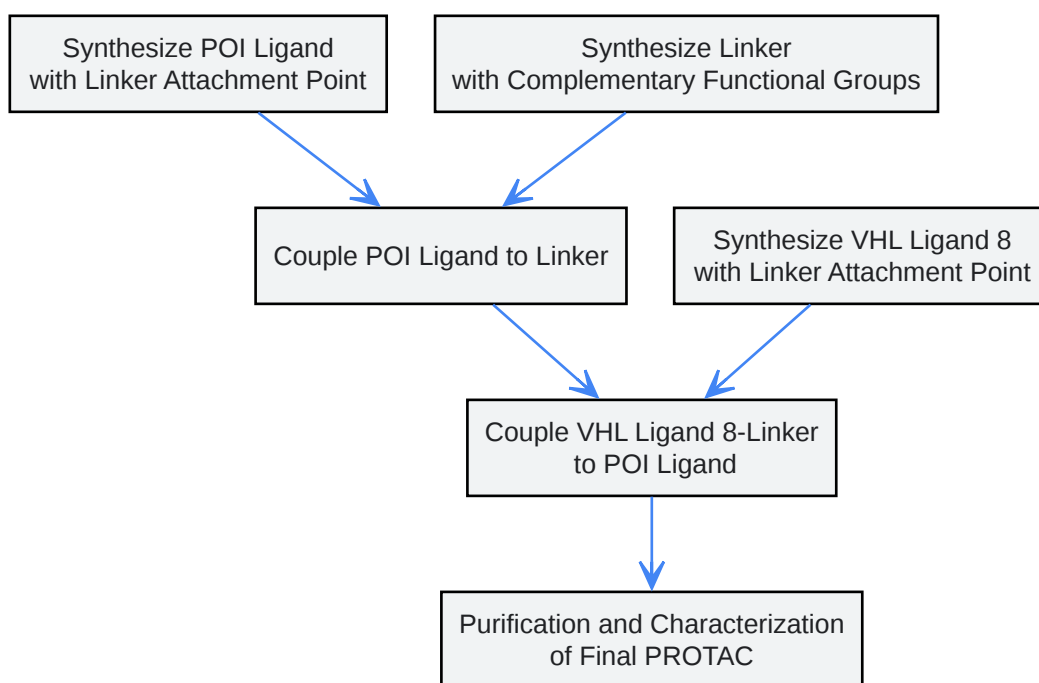 Synthesize POI Ligand
with Linker Attachment Point
Synthesize Linker
with Complementary Functional Groups
Couple POI Ligand to Linker
Synthesize VHL Ligand 8
with Linker Attachment Point
Couple VHL Ligand 8-Linker
to POI Ligand
Purification and Characterization
of Final PROTAC